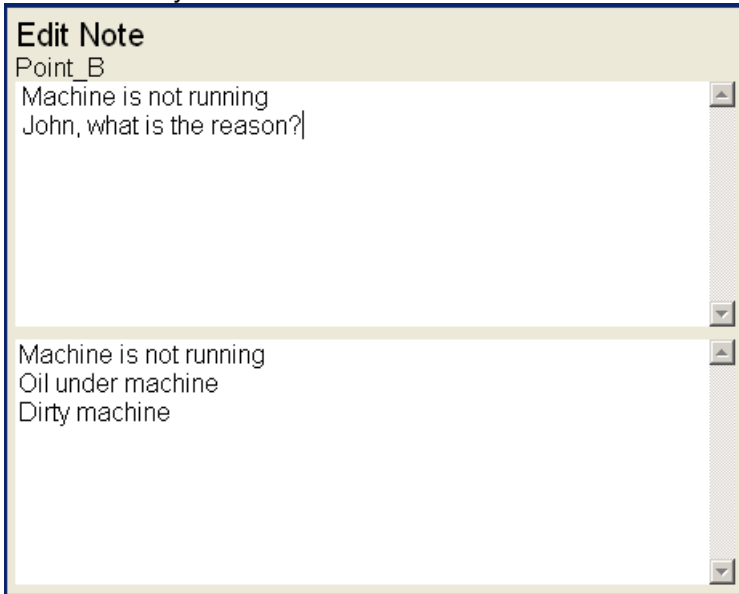 Edit Note
Point_B
Machine is not running
John, what is the reason?
Machine is not running
Oil under machine
Dirty machine